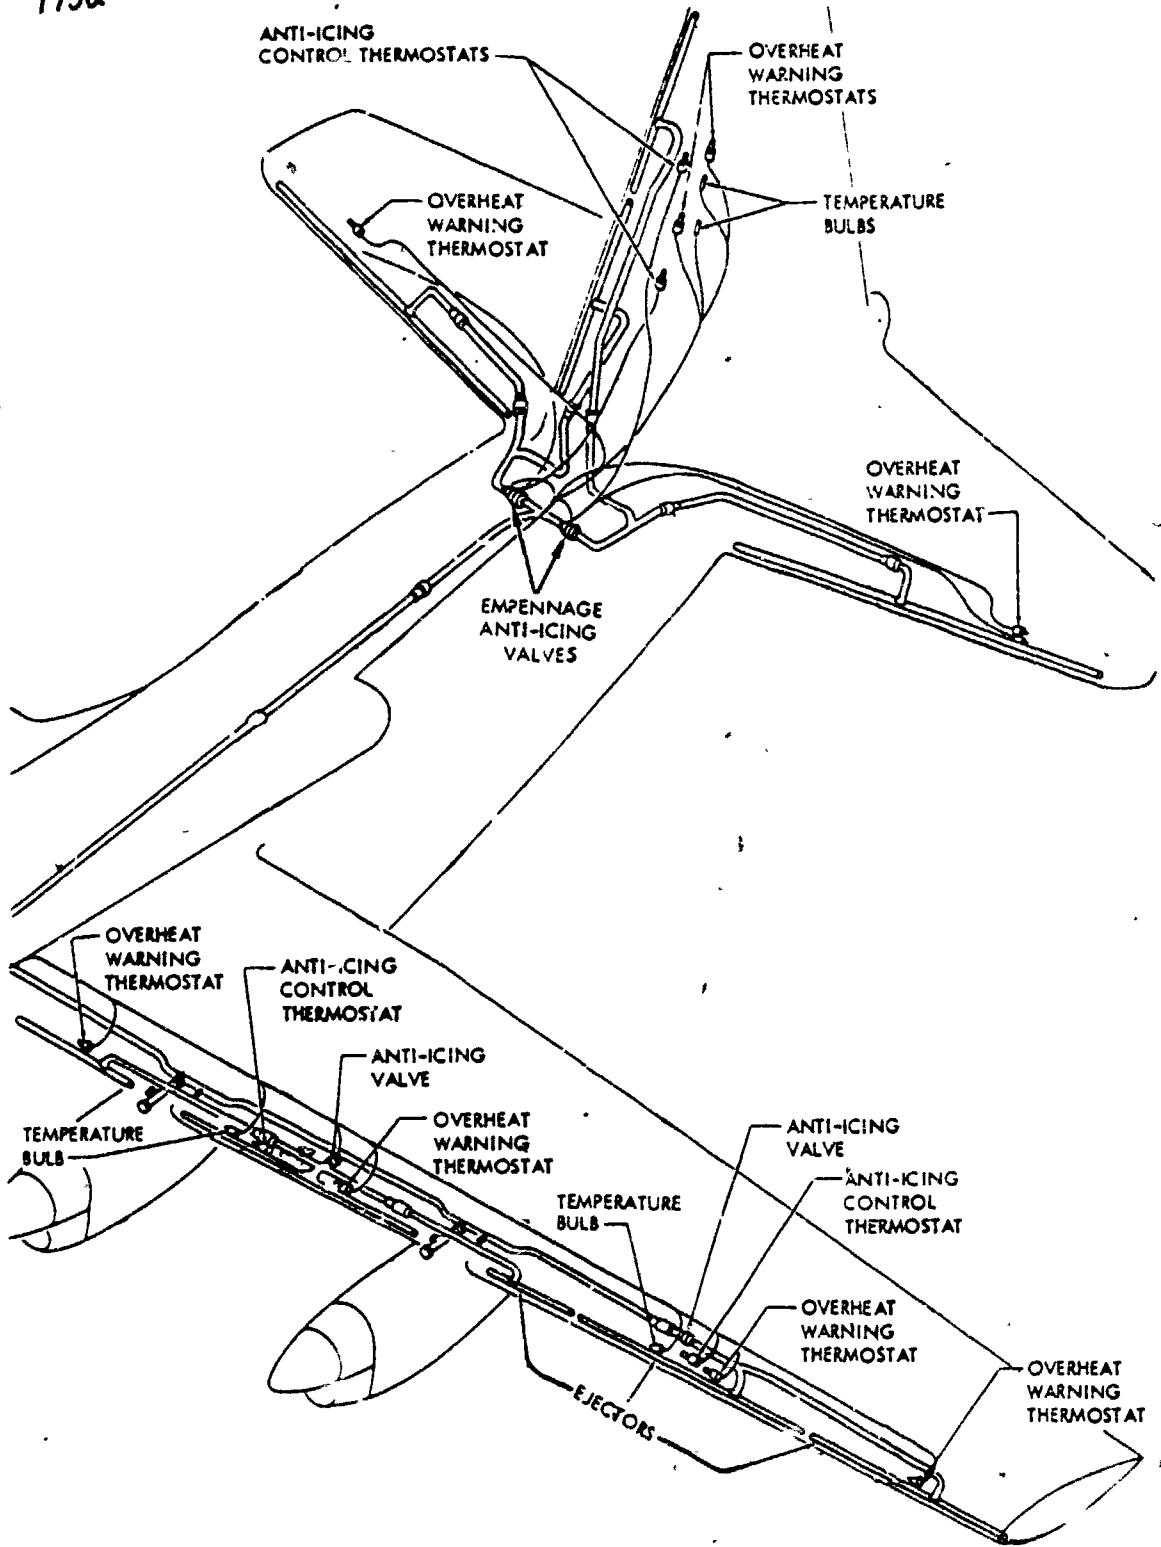 ANTI-ICING
CONTROL THERMOSTATS
OVERHEAT
WARNING
THERMOSTATS
OVERHEAT
WARNING
THERMOSTAT
TEMPERATURE
BULBS
OVERHEAT
WARNING
THERMOSTAT
EMPENNAGE
ANTI-ICING
VALVES
OVERHEAT
WARNING
THERMOSTAT
ANTI-ICING
CONTROL
THERMOSTAT
ANTI-ICING
VALVE
OVERHEAT
WARNING
THERMOSTAT
TEMPERATURE
BULB
ANTI-ICING
VALVE
ANTI-ICING
CONTROL
THERMOSTAT
TEMPERATURE
BULB
OVERHEAT
WARNING
THERMOSTAT
OVERHEAT
WARNING
THERMOSTAT
EJECTORS